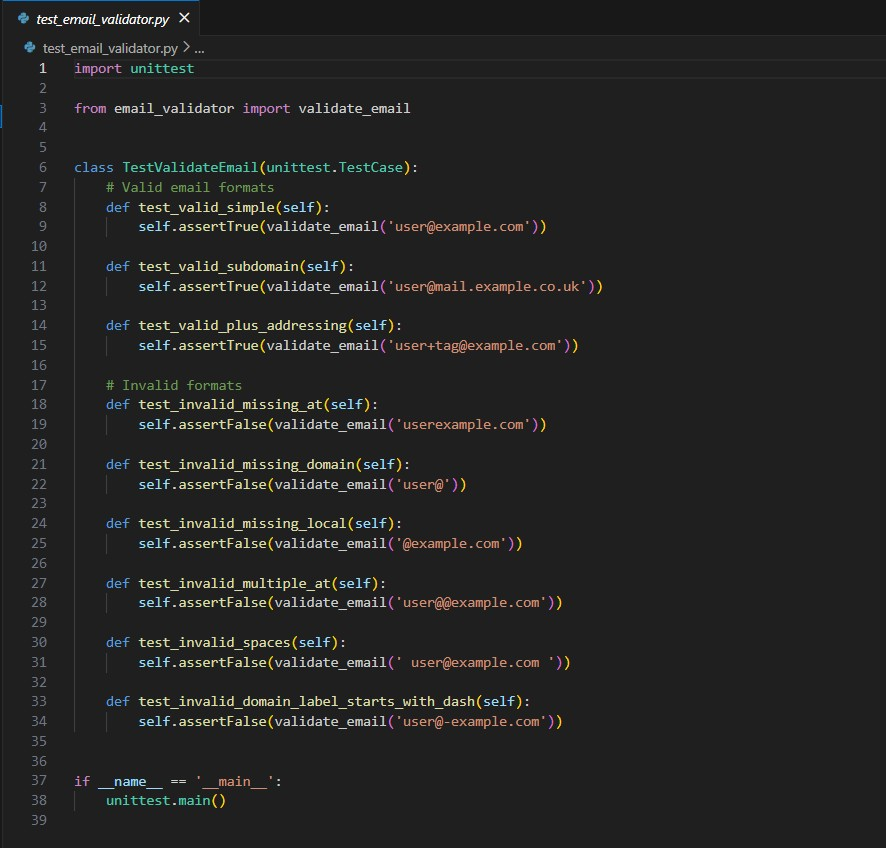 test_email_validator.py ×
test_email_validator.py > ...
1 import unittest
2
3 from email_validator import validate_email
4
5
6 class TestValidateEmail(unittest.TestCase):
7     # Valid email formats
8     def test_valid_simple(self):
9         self.assertTrue(validate_email('user@example.com'))
10
11     def test_valid_subdomain(self):
12         self.assertTrue(validate_email('user@mail.example.co.uk'))
13
14     def test_valid_plus_addressing(self):
15         self.assertTrue(validate_email('user+tag@example.com'))
16
17     # Invalid formats
18     def test_invalid_missing_at(self):
19         self.assertFalse(validate_email('userexample.com'))
20
21     def test_invalid_missing_domain(self):
22         self.assertFalse(validate_email('user@'))
23
24     def test_invalid_missing_local(self):
25         self.assertFalse(validate_email('@example.com'))
26
27     def test_invalid_multiple_at(self):
28         self.assertFalse(validate_email('user@@example.com'))
29
30     def test_invalid_spaces(self):
31         self.assertFalse(validate_email(' user@example.com '))
32
33     def test_invalid_domain_label_starts_with_dash(self):
34         self.assertFalse(validate_email('user@-example.com'))
35
36
37 if __name__ == '__main__':
38     unittest.main()
39